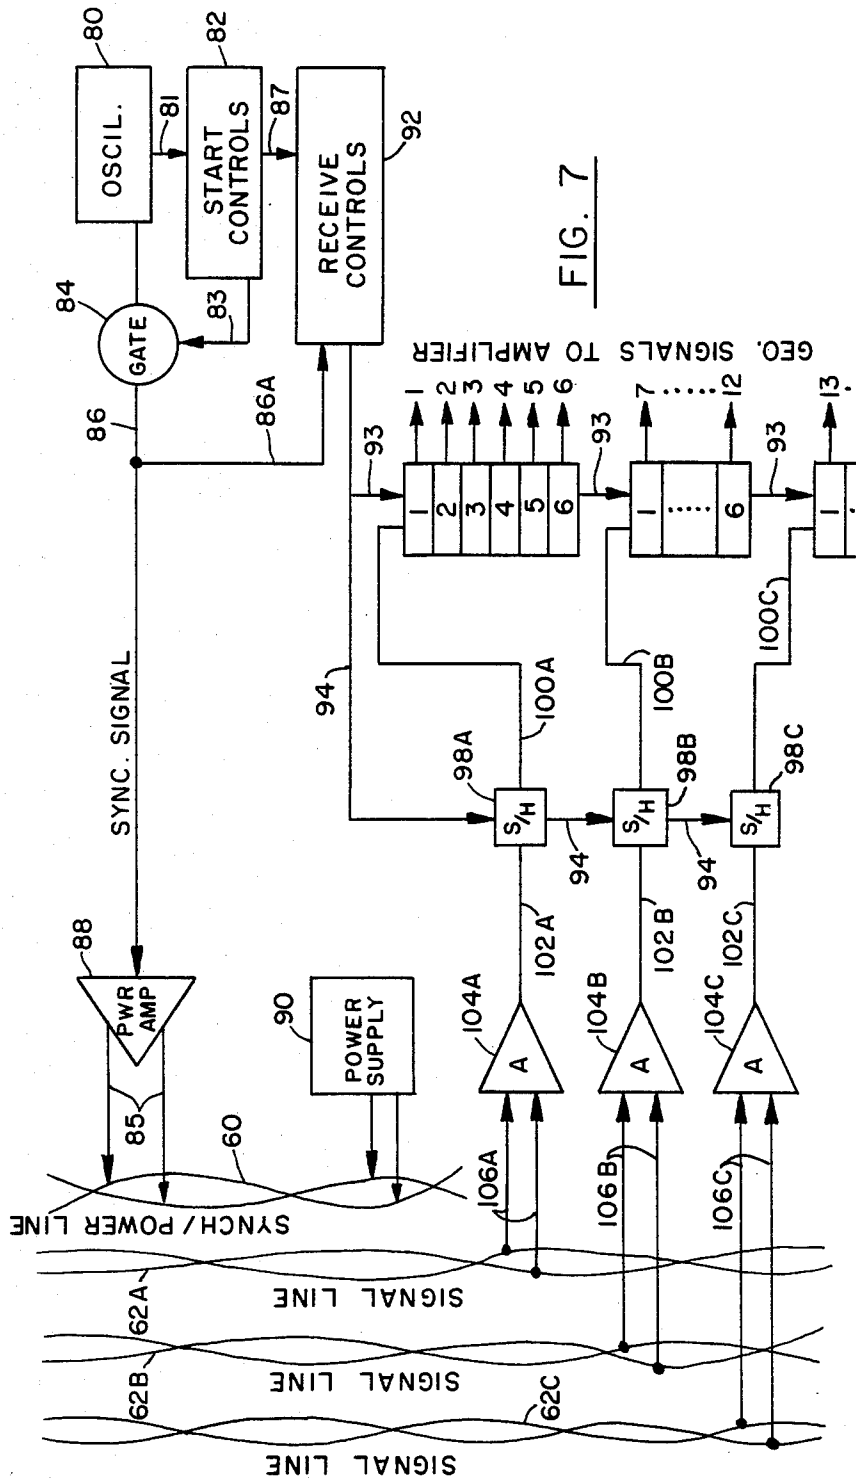 80
OSCIL.
81
82
START
CONTROLS
87
RECEIVE
CONTROLS
92
84
GATE
83
86
86A
SYNC. SIGNAL
88
PWR
AMP
85
90
POWER
SUPPLY
60
SYNCH/POWER LINE
94
93
1
2
3
4
5
6
1
2
3
4
5
6
GEO. SIGNALS TO AMPLIFIER
FIG. 7
93
1
.....
6
7
......
12
93
1
.
13
.
62A
SIGNAL LINE
106A
104A
A
102A
98A
S/H
100A
94
62B
SIGNAL LINE
106B
104B
A
102B
98B
S/H
100B
94
62C
SIGNAL LINE
106C
104C
A
102C
98C
S/H
100C